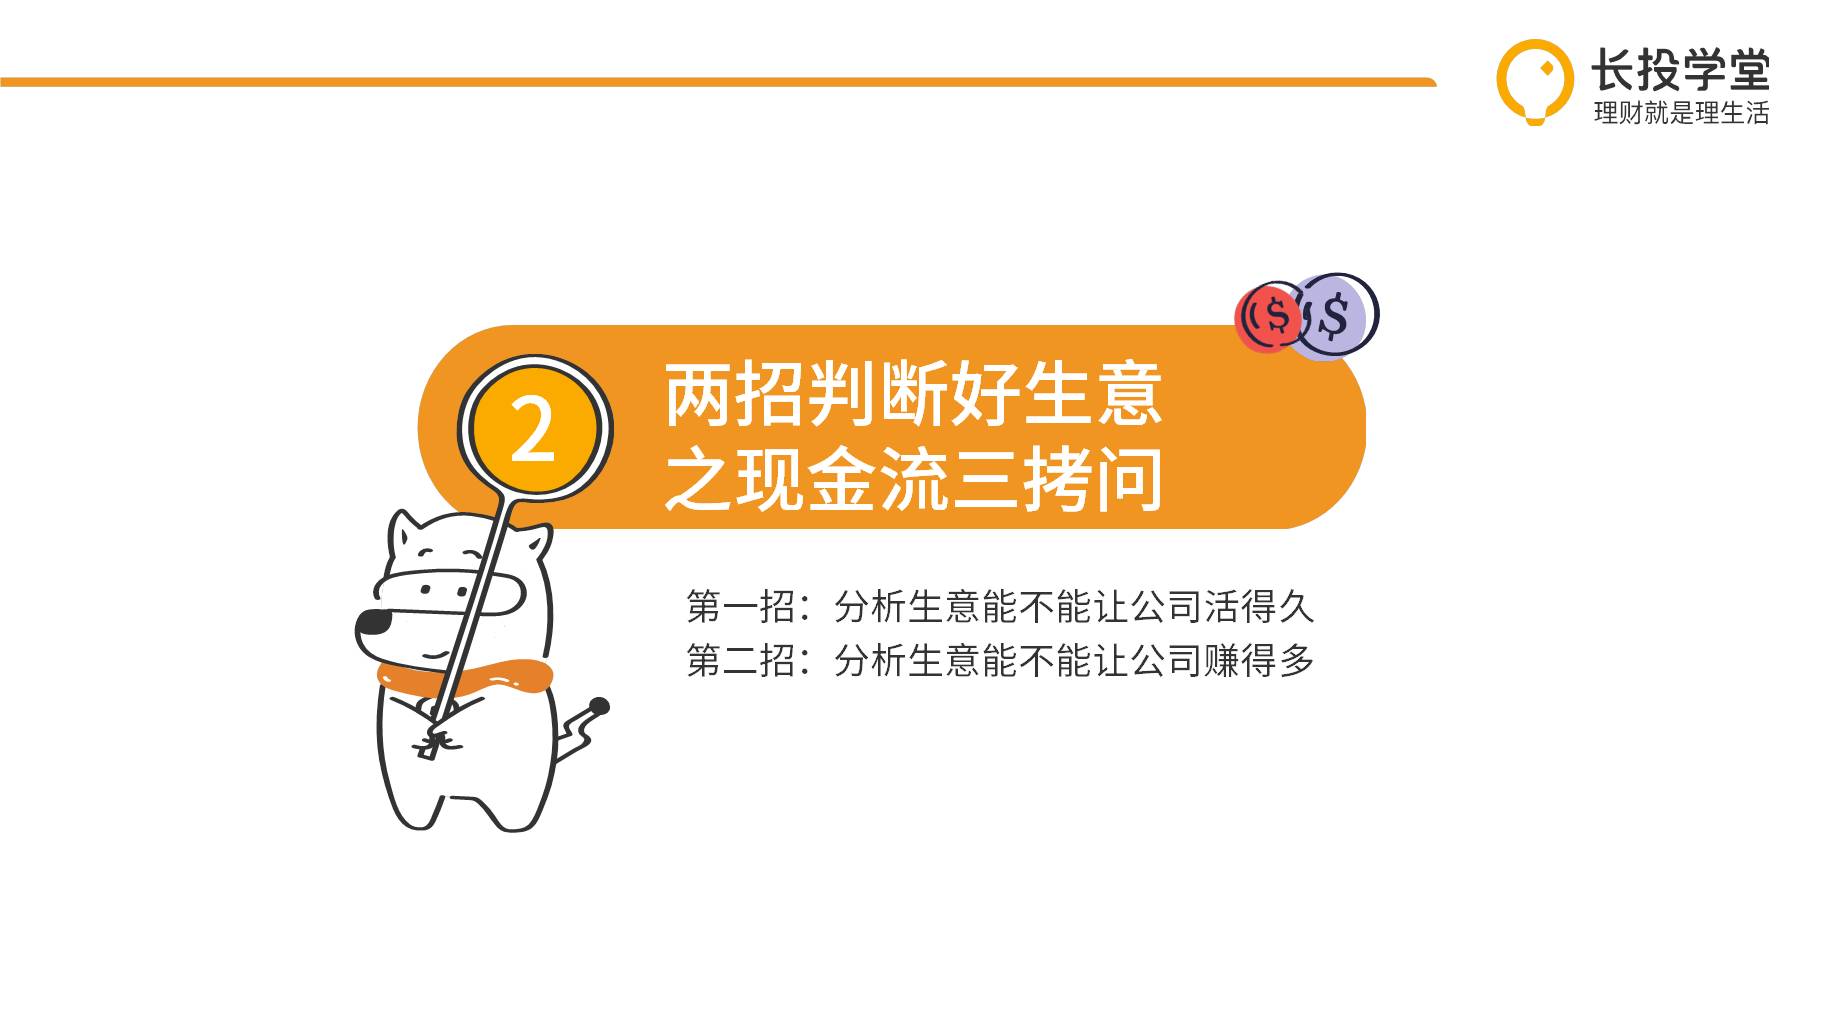 长投学堂
理财就是理生活
$ $
2
两招判断好生意
之现金流三拷问
第一招：分析生意能不能让公司活得久
第二招：分析生意能不能让公司赚得多